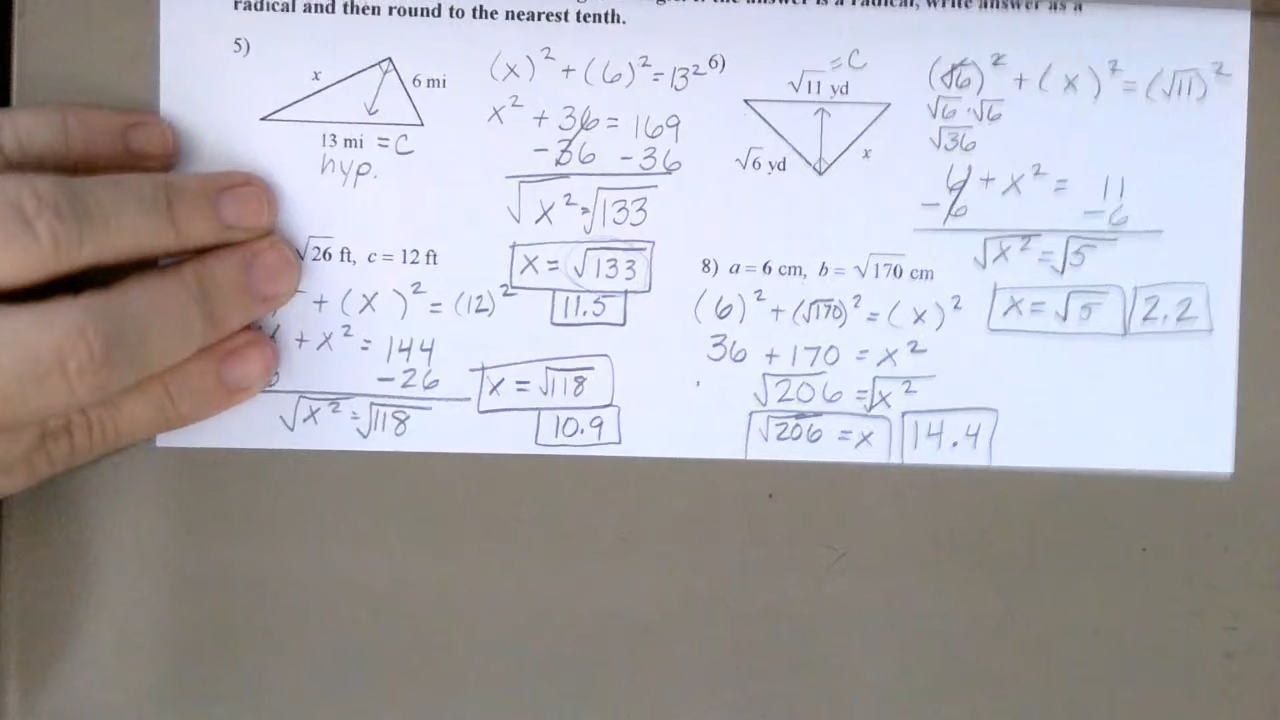 radical and then round to the nearest tenth.
5)
x
6 mi
13 mi = C
hyp.
(x)² + (6)² = 13²
x² + 36 = 169
-36 -36
√x² = √133
x = √133
11.5
6)
= C
√11 yd
√6 yd
x
(√6)² + (x)² = (√11)²
√6 · √6
√36
6 + x² = 11
-6 -6
√x² = √5
x = √5 2.2
√26 ft, c = 12 ft
+ (x)² = (12)²
+ x² = 144
-26
√x² = √118
x = √118
10.9
8) a = 6 cm, b = √170 cm
(6)² + (√170)² = (x)²
36 + 170 = x²
√206 = √x²
√206 = x 14.4